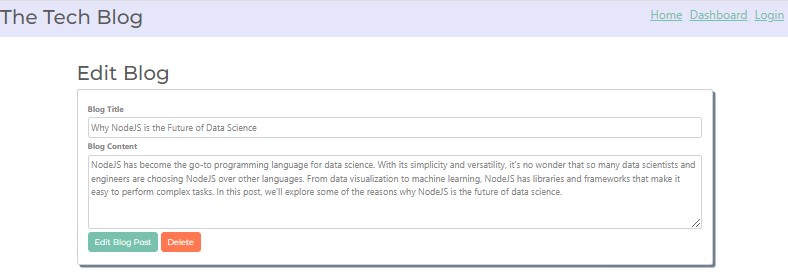 The Tech Blog
Home Dashboard Login
Edit Blog
Blog Title
Why NodeJS is the Future of Data Science
Blog Content
NodeJS has become the go-to programming language for data science. With its simplicity and versatility, it's no wonder that so many data scientists and
engineers are choosing NodeJS over other languages. From data visualization to machine learning, NodeJS has libraries and frameworks that make it
easy to perform complex tasks. In this post, we'll explore some of the reasons why NodeJS is the future of data science.
Edit Blog Post Delete